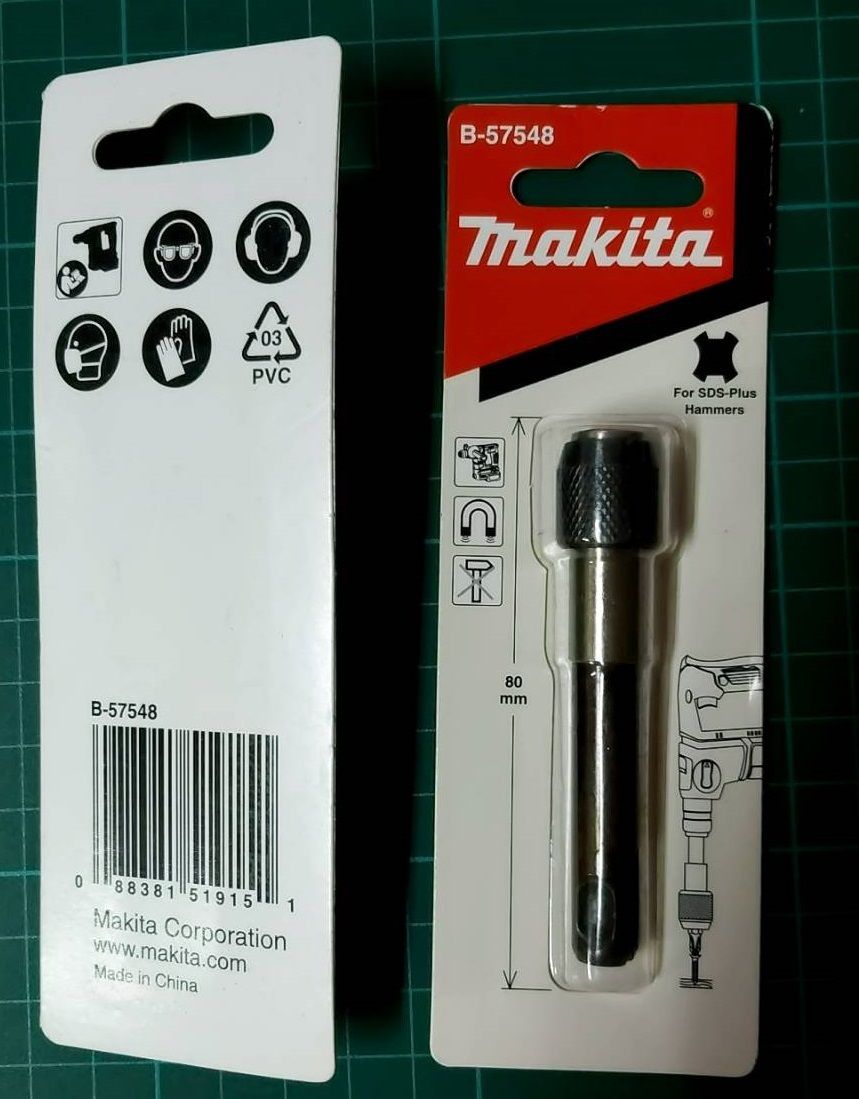 03
PVC
B-57548
0 88381 51915 1
Makita Corporation
www.makita.com
Made in China
B-57548
makita®
For SDS-Plus
Hammers
80
mm